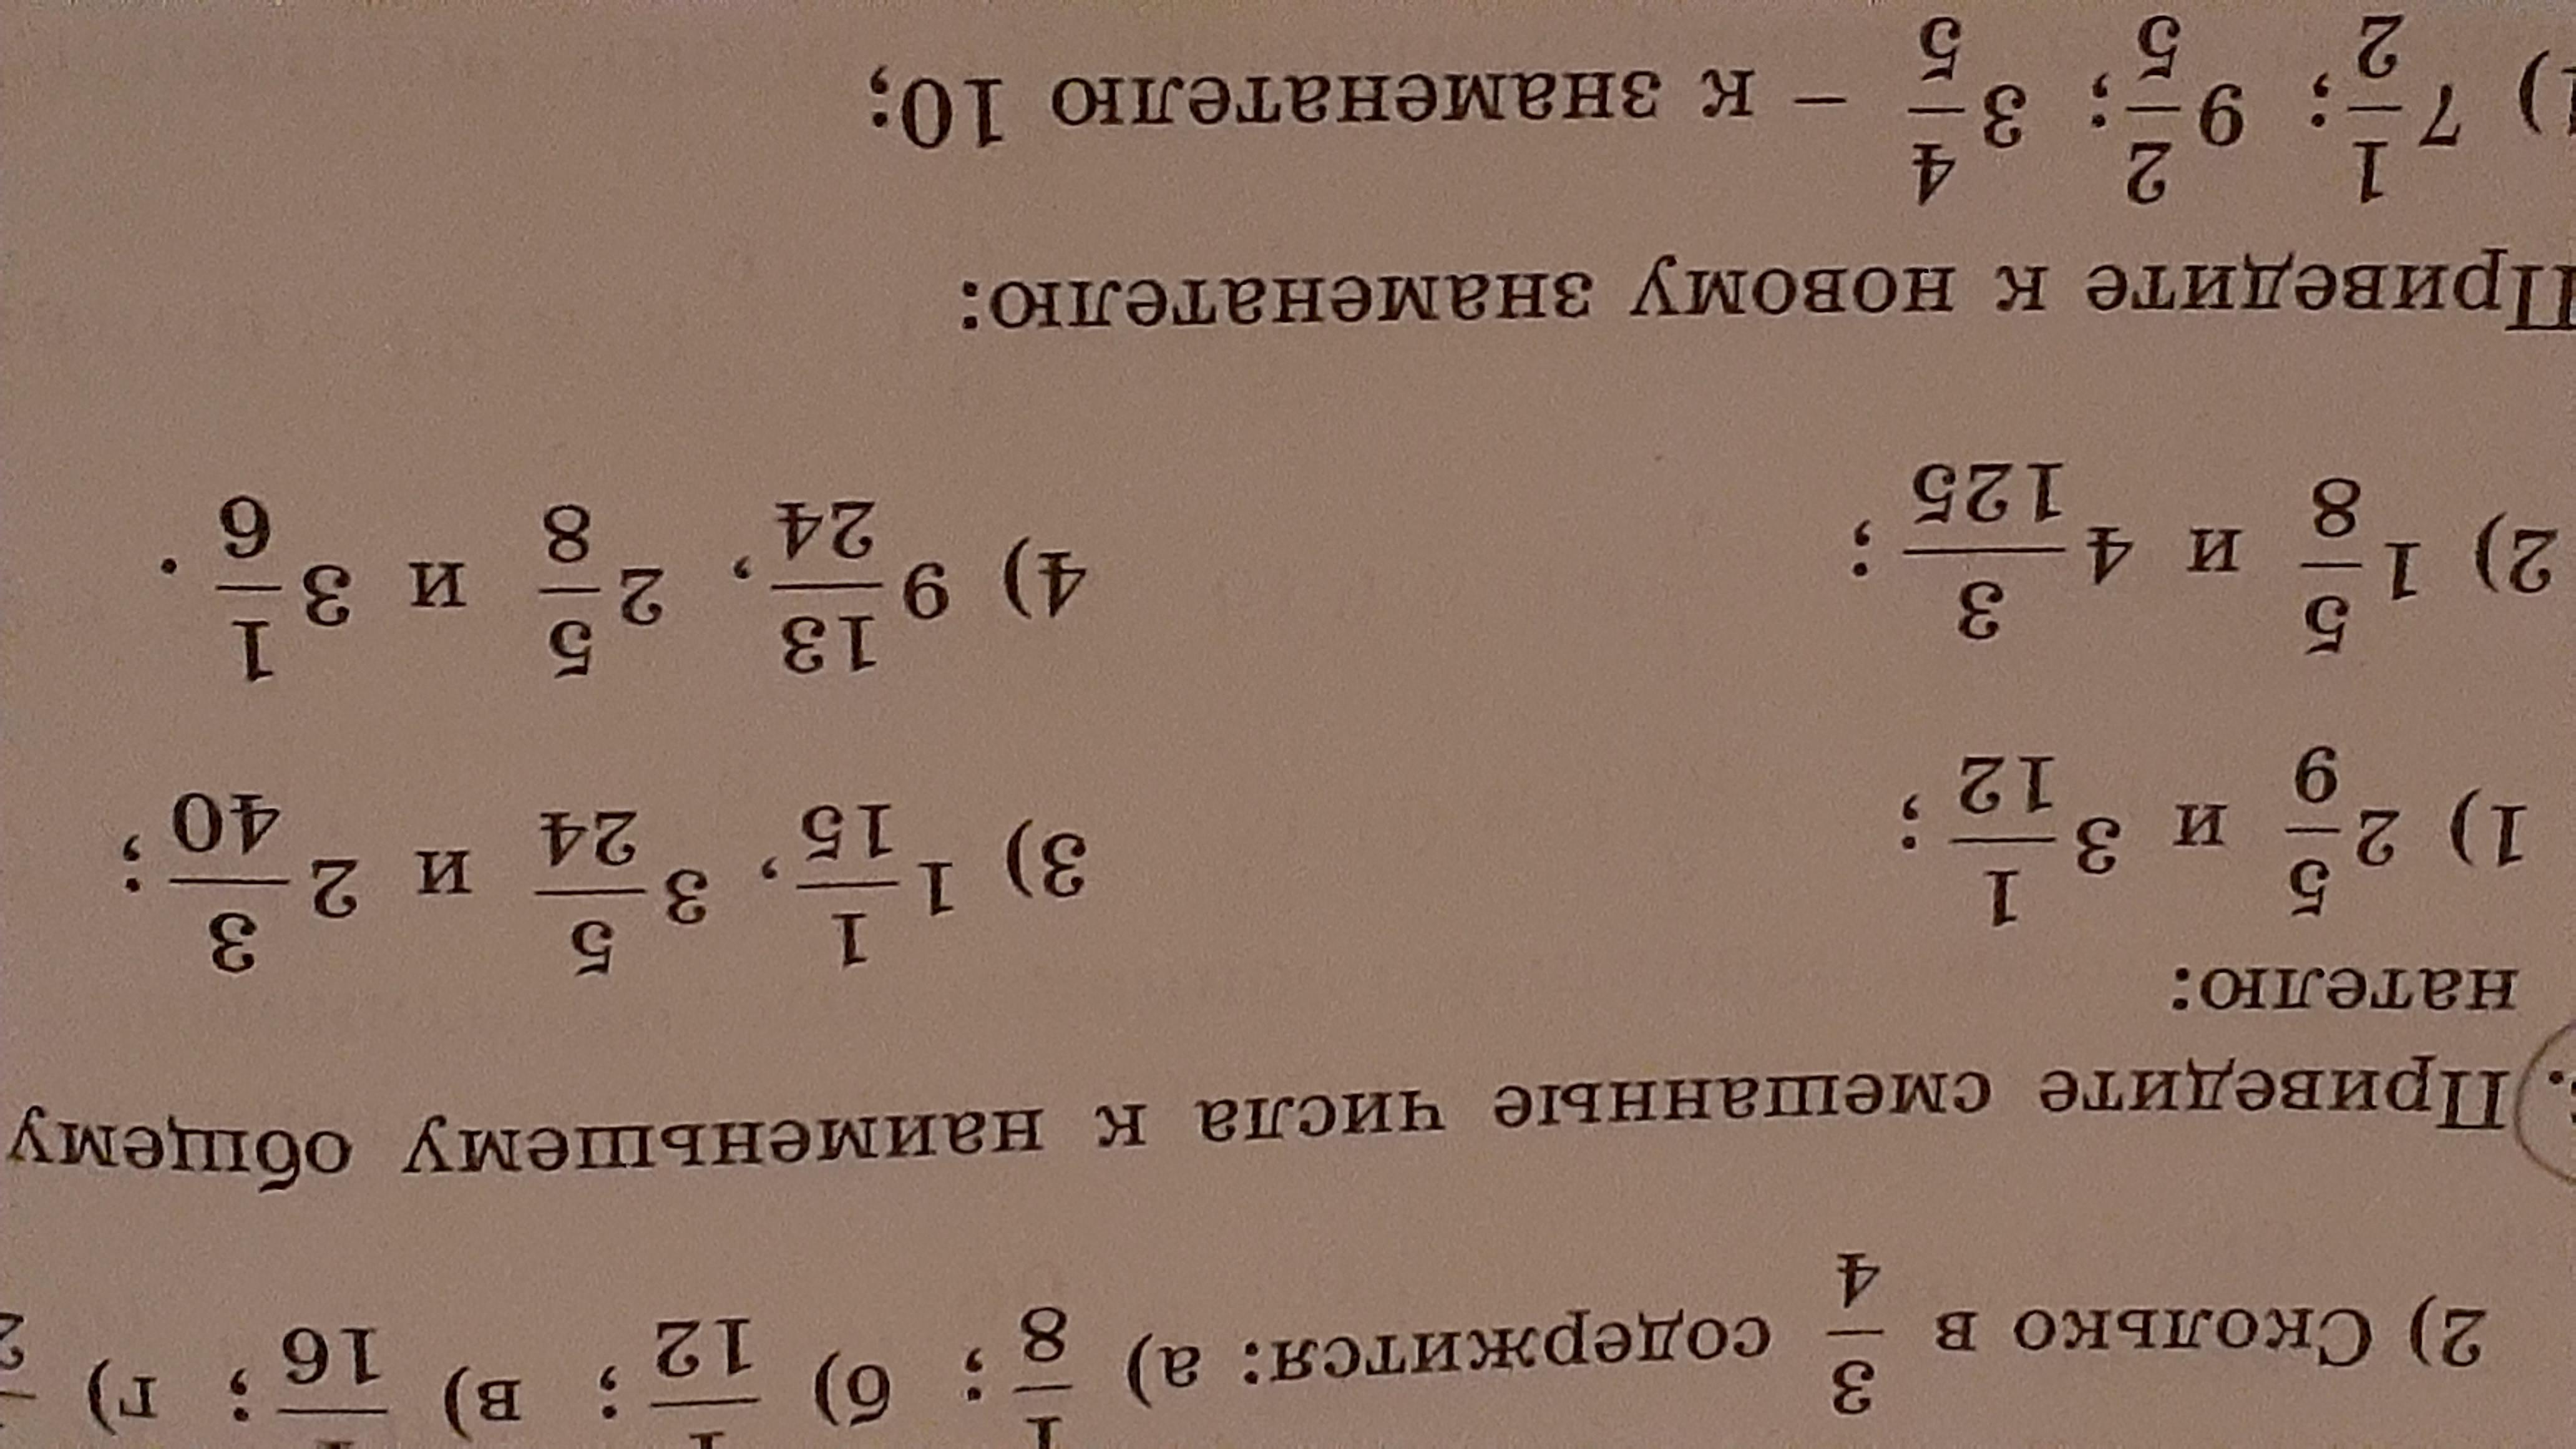 2) Сколько в 3/4 содержится: а) 1/8; б) 1/12; в) 1/16; г)
Приведите смешанные числа к наименьшему общему
нателю:
1) 2 5/9 и 3 1/12; 3) 1 1/15, 3 5/24 и 2 3/40;
2) 1 5/8 и 4 3/125; 4) 9 13/24, 2 5/8 и 3 1/6.
Приведите к новому знаменателю:
1) 7 1/2; 9 2/5; 3 4/5 – к знаменателю 10;